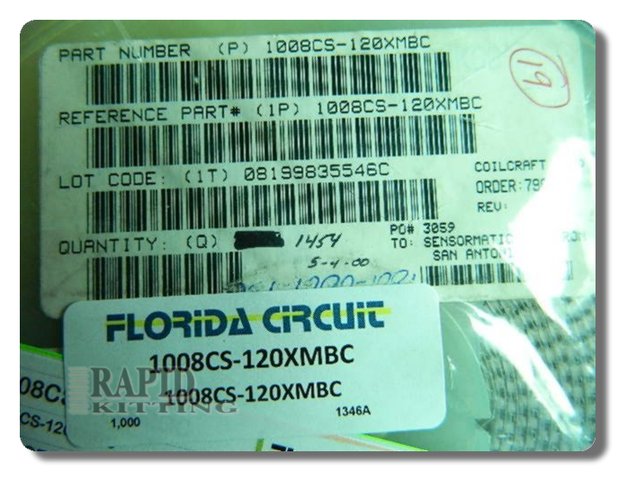 PART NUMBER (P) 1008CS-120XMBC
19
REFERENCE PART# (1P) 1008CS-120XMBC
LOT CODE: (1T) 08199835546C
COILCRAFT
ORDER:
REV:
QUANTITY: (Q) 1454
PO# 3059
TO: SENSORMATIC
5-4-00
SAN ANTONI
FLORIDA CIRCUIT
1008CS-120XMBC
1008CS-120XMBC
1346A
1,000
RAPID
KITTING